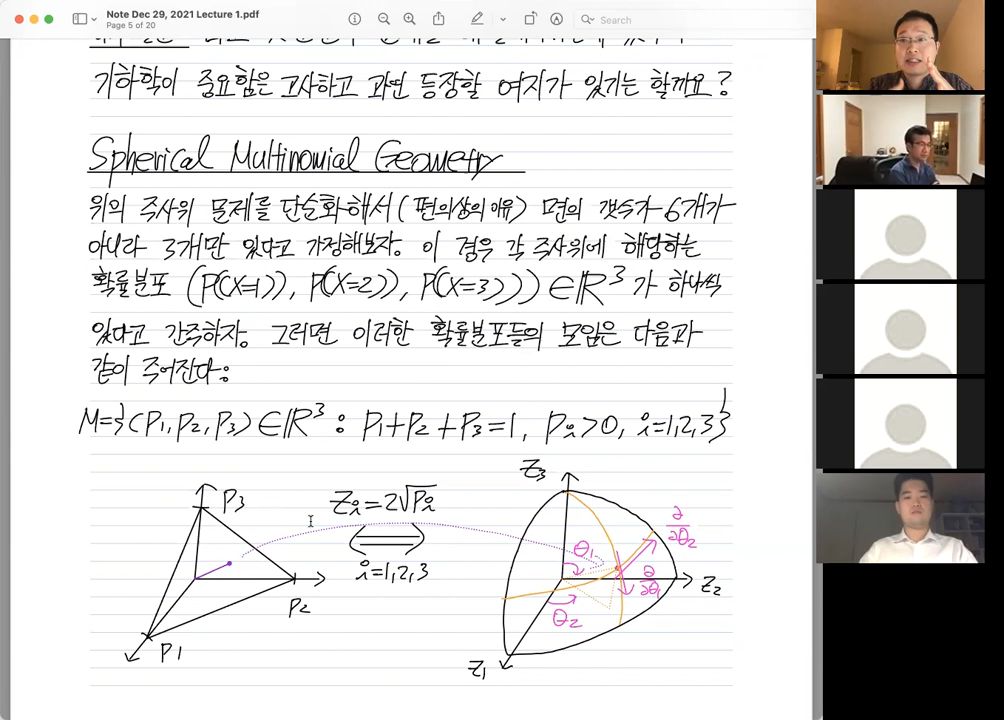 Note Dec 29, 2021 Lecture 1.pdf
Page 5 of 20
Search
기하학이 중요함은 고사하고 과연 등장할 여지가 있기는 할까요?
Spherical Multinomial Geometry
위의 주사위 문제를 단순화해서 (편의상의 이유) 면의 갯수가 6개가
아니라 3개만 있다고 가정해보자. 이 경우 각 주사위에 해당하는
확률분포 (P(X=1)), P(X=2)), P(X=3))) ∈ ℝ³ 가 하나씩
있다고 간주하자. 그러면 이러한 확률분포들의 모임은 다음과
같이 주어진다:
M={(P₁, P₂, P₃) ∈ ℝ³ : P₁+P₂+P₃=1, Pᵢ>0, i=1,2,3}
P3
P2
P1
Zᵢ=2√Pᵢ
i=1,2,3
Z₃
θ₁
∂/∂θ₂
∂/∂θ₁
Z₂
θ₂
Z₁